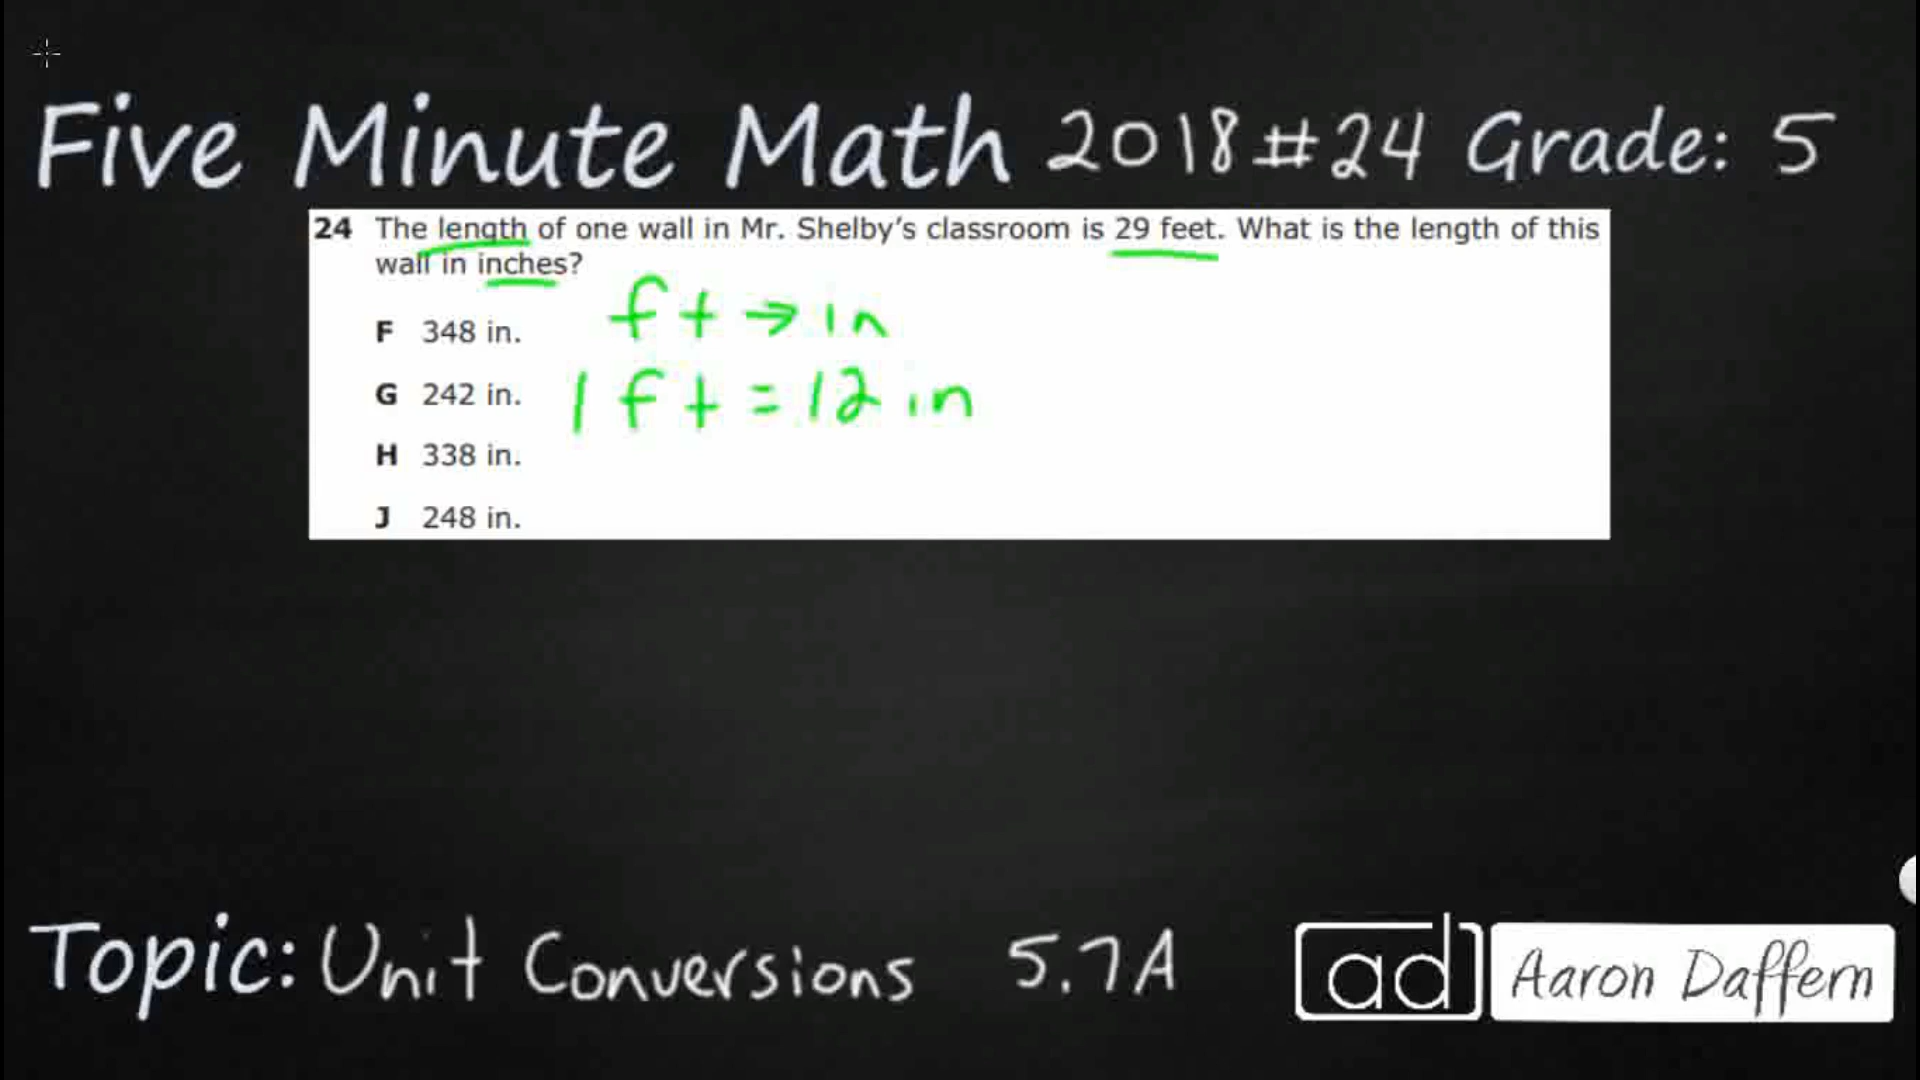 Five Minute Math 2018 #24 Grade: 5
24 The length of one wall in Mr. Shelby's classroom is 29 feet. What is the length of this
wall in inches?
ft → in
F 348 in.
G 242 in.
1 ft = 12 in
H 338 in.
J 248 in.
Topic: Unit Conversions 5.7A
ad Aaron Daffern